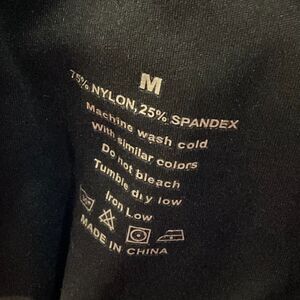 M
75% NYLON, 25% SPANDEX
Machine wash cold
With similar colors
Do not bleach
Tumble dry low
Iron Low
MADE IN CHINA